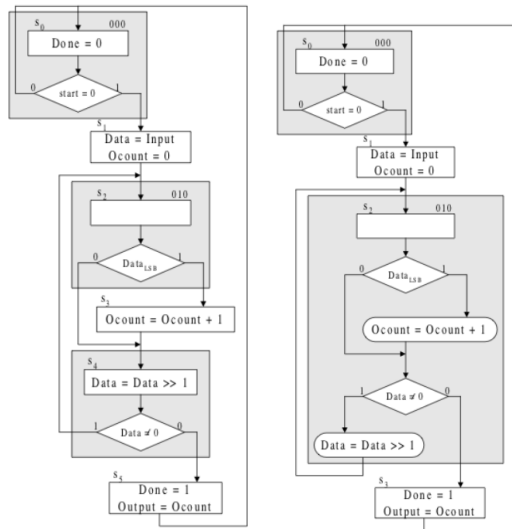 s0
000
Done = 0
0
1
start = 0
s1
Data = Input
Ocount = 0
s2
010
0
1
DataLSB
s3
Ocount = Ocount + 1
s4
Data = Data >> 1
1
0
Data ≠ 0
s5
Done = 1
Output = Ocount
s0
000
Done = 0
0
1
start = 0
s1
Data = Input
Ocount = 0
s2
010
0
1
DataLSB
Ocount = Ocount + 1
1
0
Data ≠ 0
Data = Data >> 1
s3
Done = 1
Output = Ocount